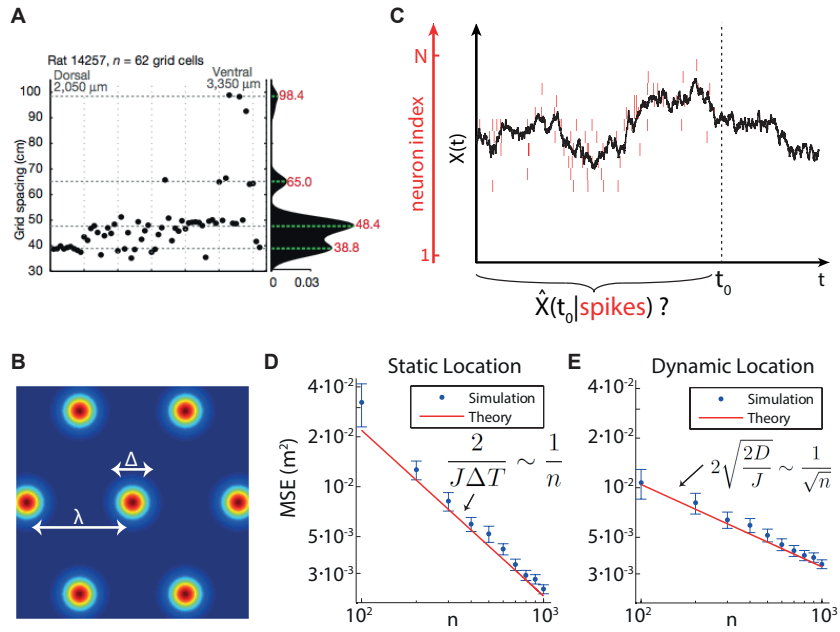 A
Rat 14257, n = 62 grid cells
Dorsal
2,050 μm
Ventral
3,350 μm
Grid spacing (cm)
100
90
80
70
60
50
40
30
98.4
65.0
48.4
38.8
0
0.03
B
Δ
λ
C
neuron index
N
1
X(t)
t₀
t
X̂(t₀|spikes) ?
D
Static Location
Simulation
Theory
MSE (m²)
4·10⁻²
2·10⁻²
10⁻²
5·10⁻³
3·10⁻³
2/(JΔT) ∼ 1/n
10²
n
10³
E
Dynamic Location
Simulation
Theory
4·10⁻²
2·10⁻²
10⁻²
5·10⁻³
3·10⁻³
2√(2D/J) ∼ 1/√n
10²
n
10³